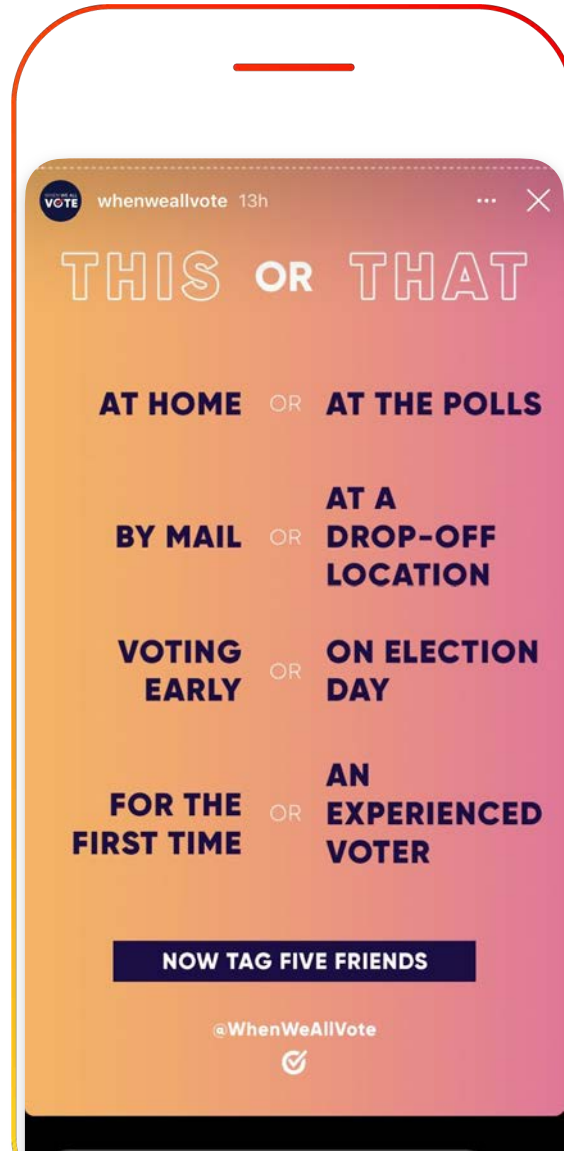 WHEN WE ALL
VOTE
whenweallvote 13h
THIS OR THAT
AT HOME OR AT THE POLLS
BY MAIL OR AT A DROP-OFF LOCATION
VOTING EARLY OR ON ELECTION DAY
FOR THE FIRST TIME OR AN EXPERIENCED VOTER
NOW TAG FIVE FRIENDS
@WhenWeAllVote